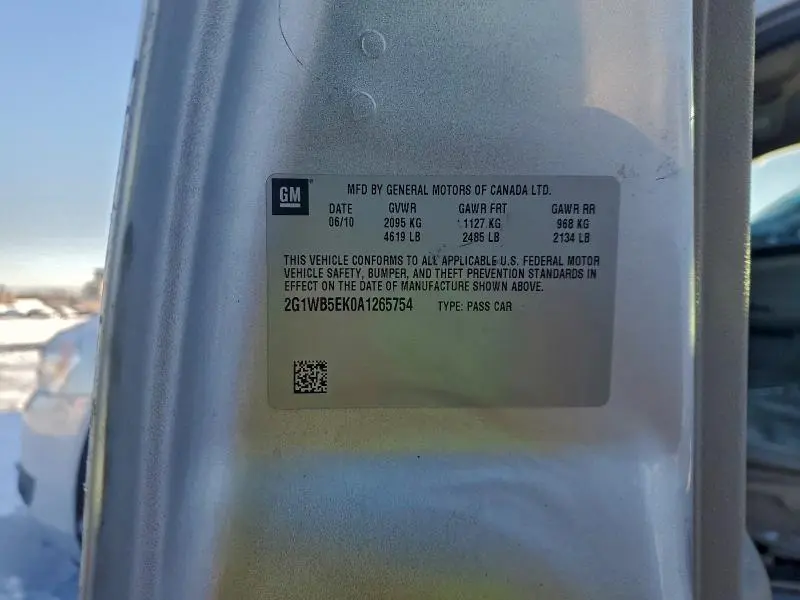 GM
MFD BY GENERAL MOTORS OF CANADA LTD.
DATE GVWR GAWR FRT GAWR RR
06/10 2095 KG 1127 KG 968 KG
4619 LB 2485 LB 2134 LB
THIS VEHICLE CONFORMS TO ALL APPLICABLE U.S. FEDERAL MOTOR
VEHICLE SAFETY, BUMPER, AND THEFT PREVENTION STANDARDS IN
EFFECT ON THE DATE OF MANUFACTURE SHOWN ABOVE.
2G1WB5EK0A1265754 TYPE: PASS CAR